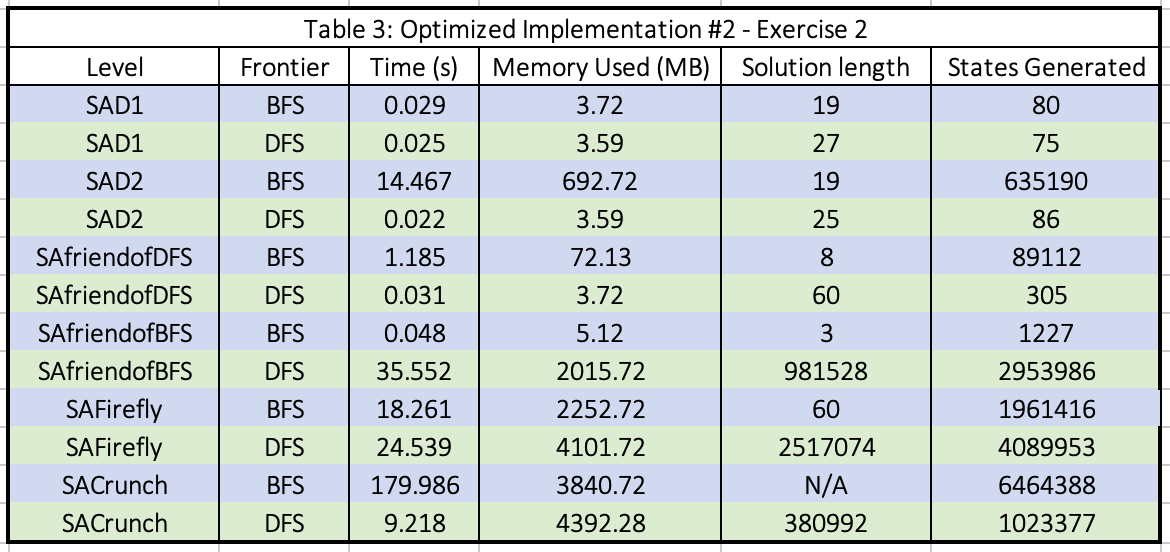 Table 3: Optimized Implementation #2 - Exercise 2
Level Frontier Time (s) Memory Used (MB) Solution length States Generated
SAD1 BFS 0.029 3.72 19 80
SAD1 DFS 0.025 3.59 27 75
SAD2 BFS 14.467 692.72 19 635190
SAD2 DFS 0.022 3.59 25 86
SAfriendofDFS BFS 1.185 72.13 8 89112
SAfriendofDFS DFS 0.031 3.72 60 305
SAfriendofBFS BFS 0.048 5.12 3 1227
SAfriendofBFS DFS 35.552 2015.72 981528 2953986
SAFirefly BFS 18.261 2252.72 60 1961416
SAFirefly DFS 24.539 4101.72 2517074 4089953
SACrunch BFS 179.986 3840.72 N/A 6464388
SACrunch DFS 9.218 4392.28 380992 1023377